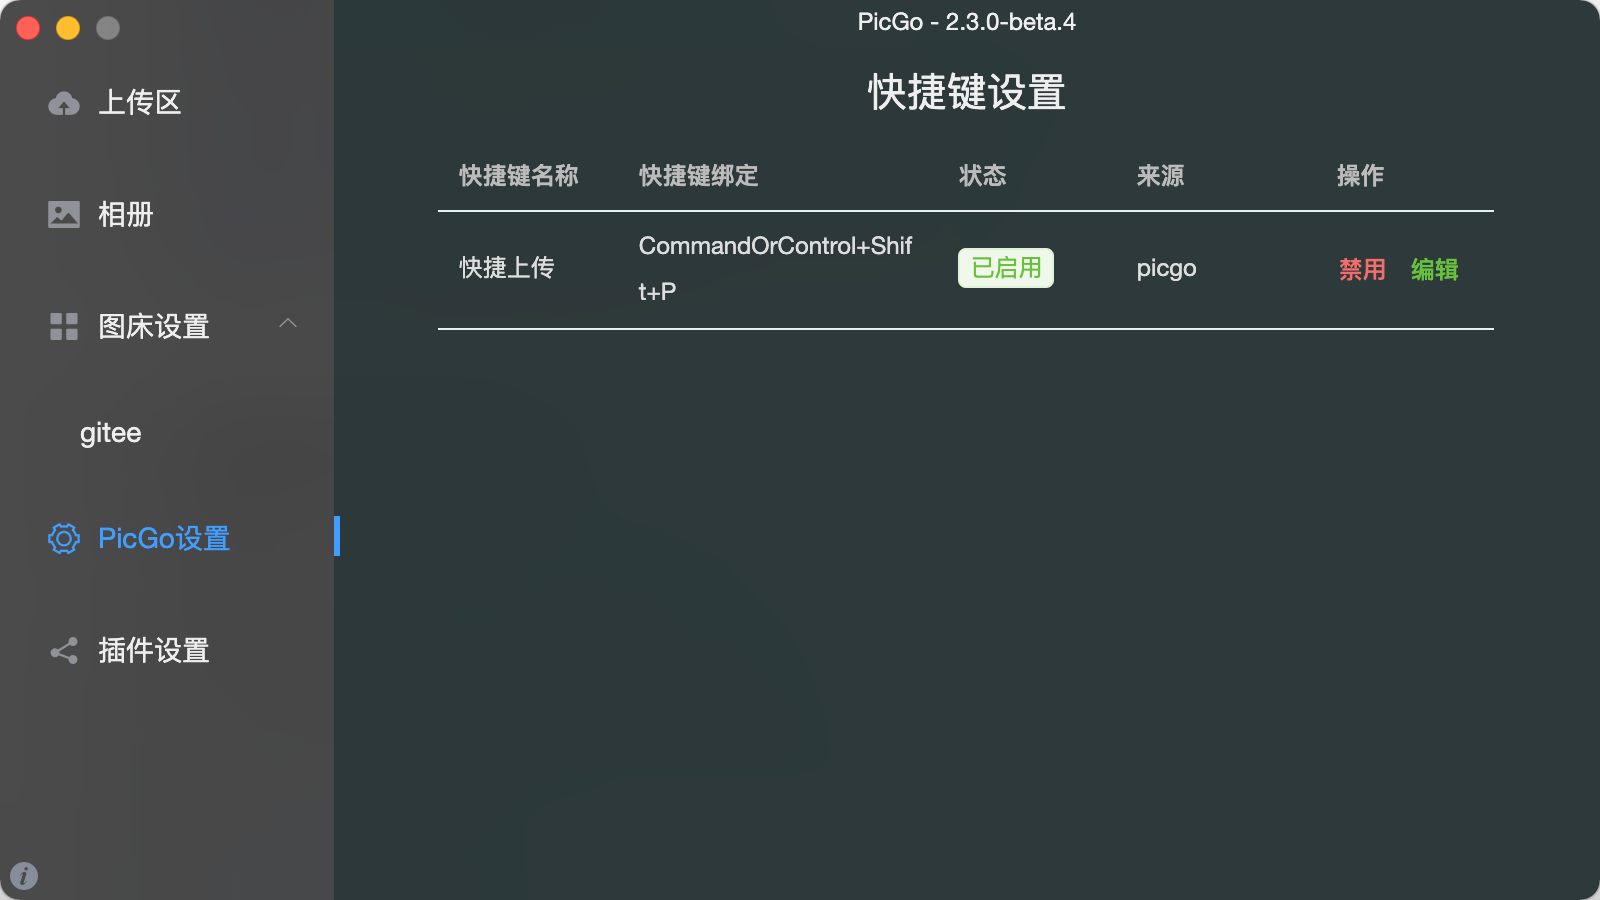 PicGo - 2.3.0-beta.4
上传区
相册
图床设置
gitee
PicGo设置
插件设置
快捷键设置
快捷键名称 快捷键绑定 状态 来源 操作
快捷上传 CommandOrControl+Shif
t+P 已启用 picgo 禁用 编辑